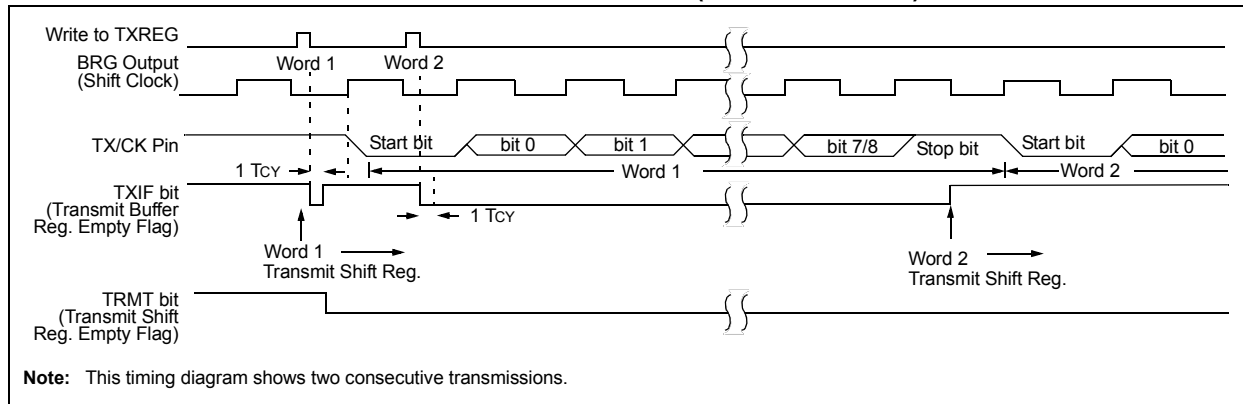 Write to TXREG
Word 1
Word 2
BRG Output
(Shift Clock)
TX/CK Pin
Start bit
bit 0
bit 1
bit 7/8
Stop bit
Start bit
bit 0
Word 1
Word 2
1 TCY
1 TCY
TXIF bit
(Transmit Buffer
Reg. Empty Flag)
Word 1
Transmit Shift Reg.
Word 2
Transmit Shift Reg.
TRMT bit
(Transmit Shift
Reg. Empty Flag)
Note: This timing diagram shows two consecutive transmissions.